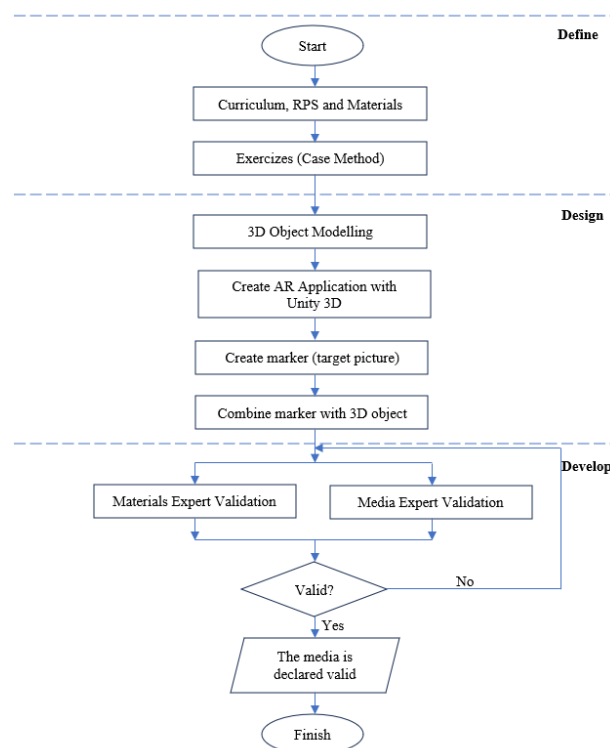 Define
Start
Curriculum, RPS and Materials
Exercizes (Case Method)
Design
3D Object Modelling
Create AR Application with
Unity 3D
Create marker (target picture)
Combine marker with 3D object
Develop
Materials Expert Validation
Media Expert Validation
Valid?
No
Yes
The media is
declared valid
Finish